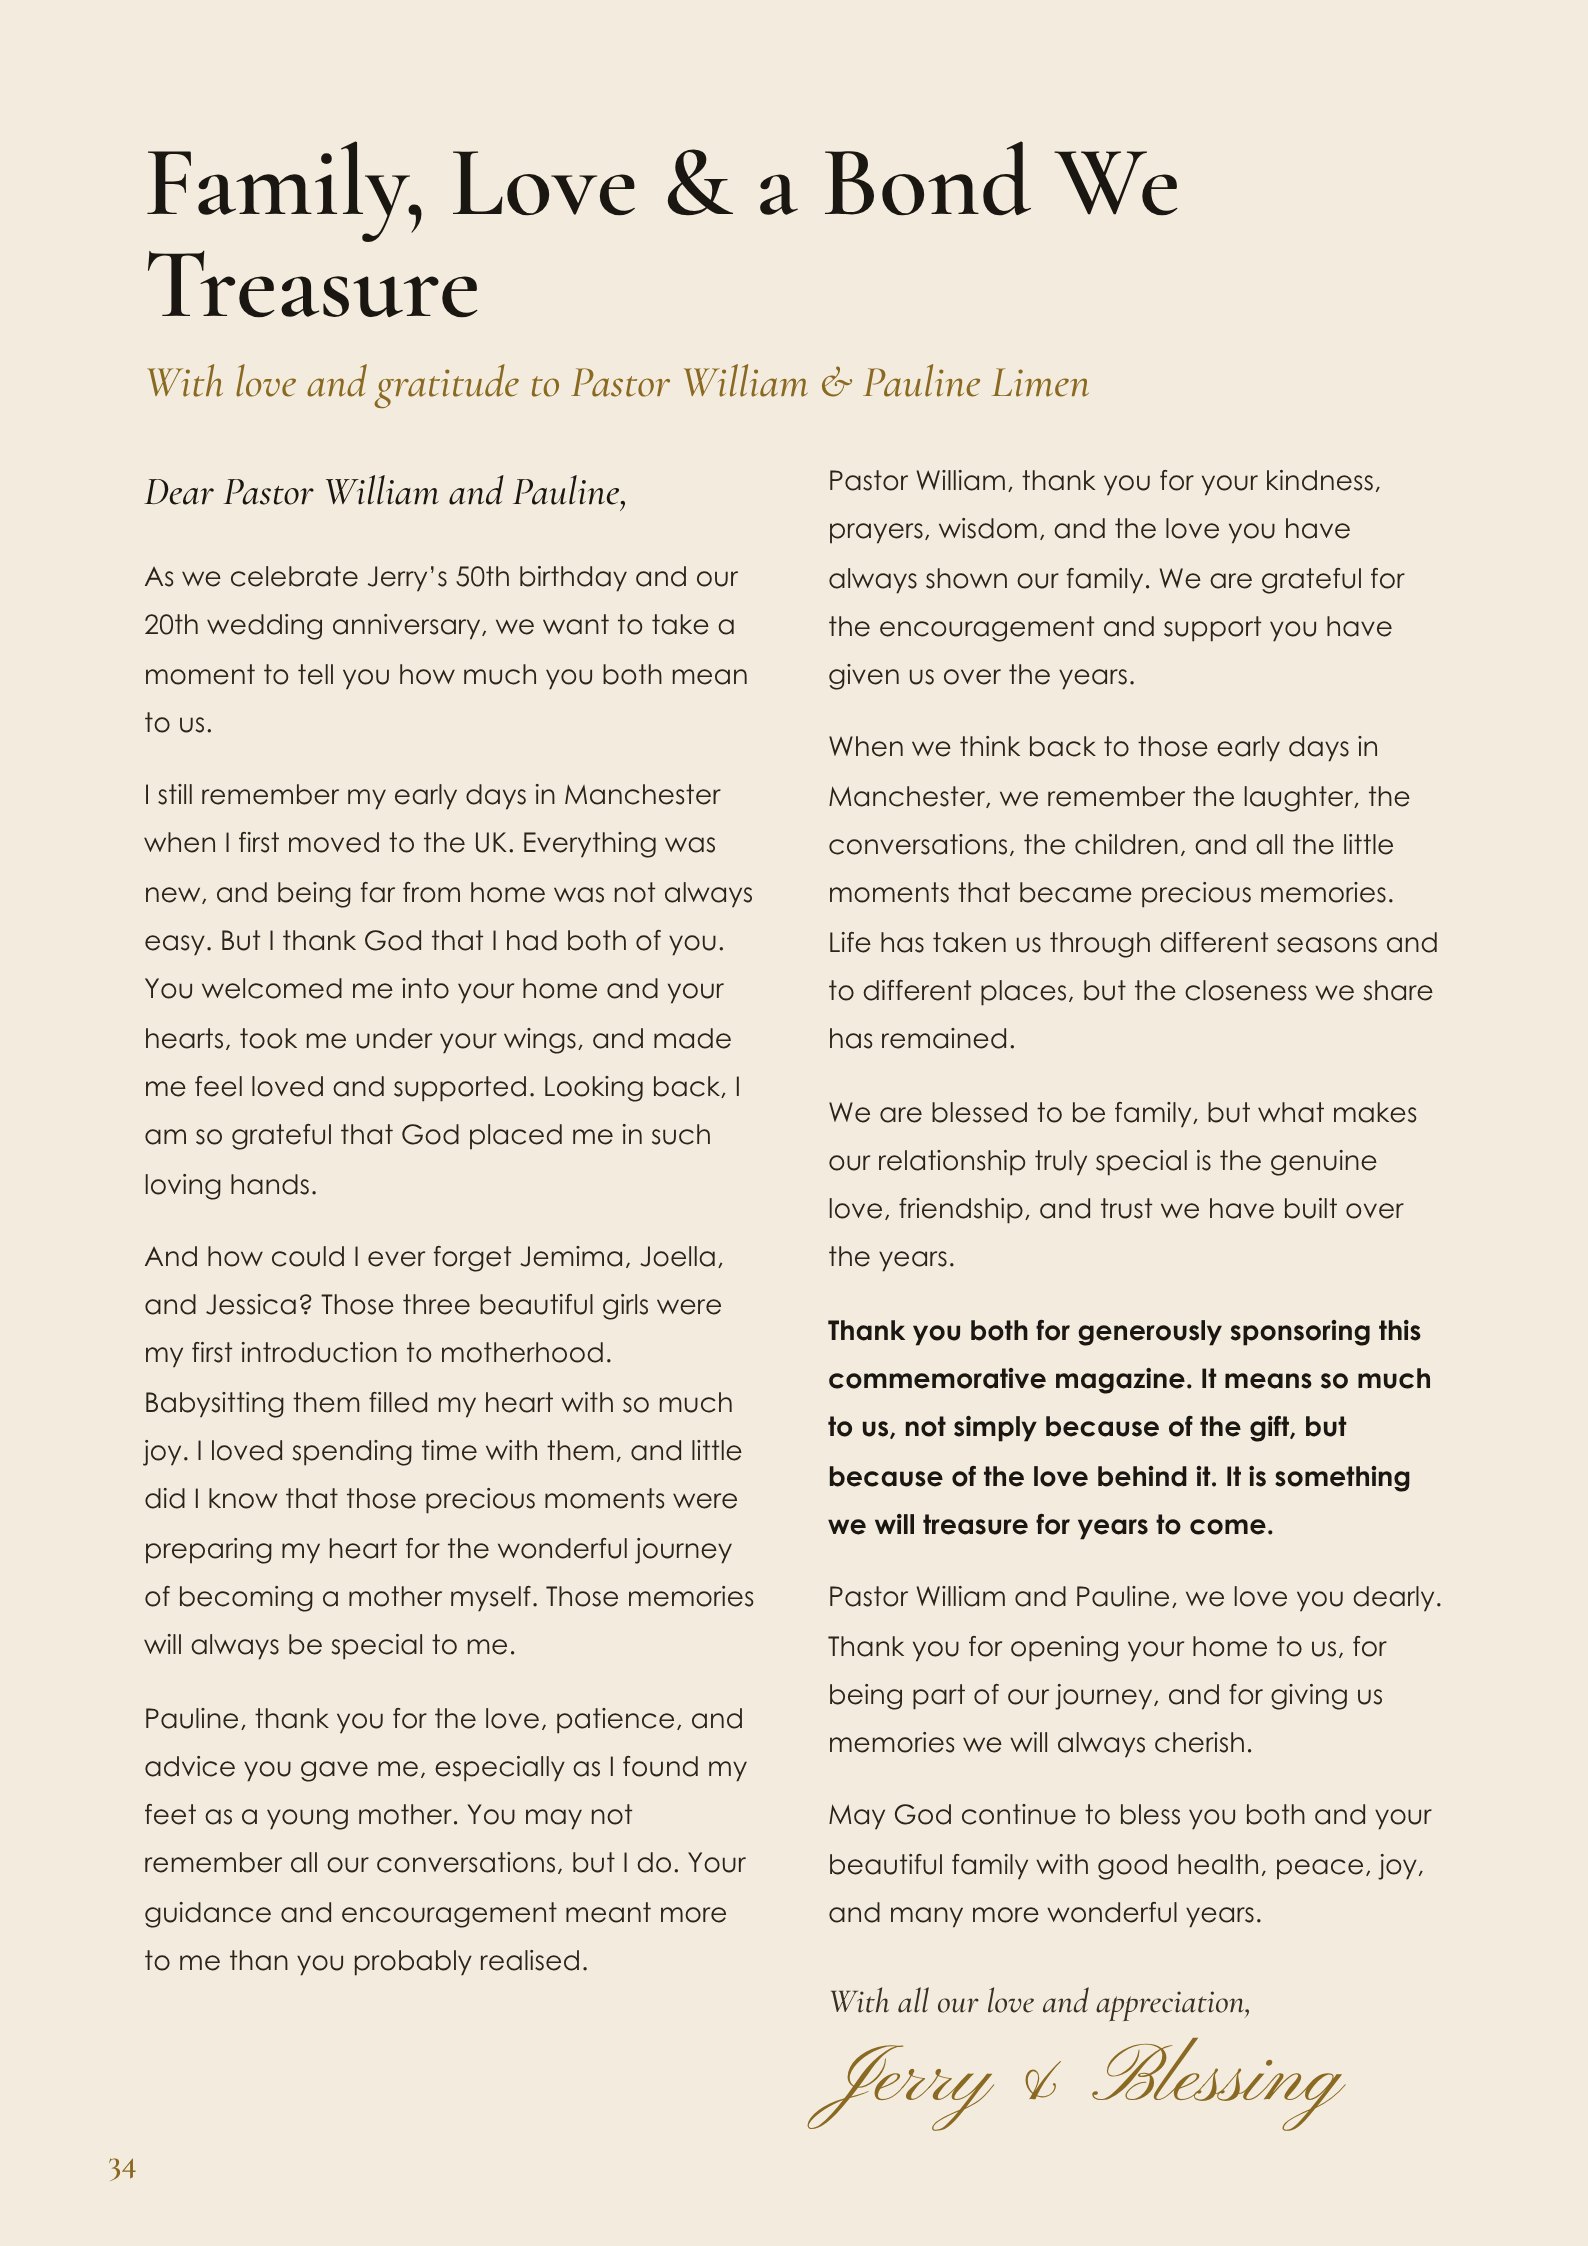 Family, Love & a Bond We
Treasure
With love and gratitude to Pastor William & Pauline Limen
Dear Pastor William and Pauline,
As we celebrate Jerry’s 50th birthday and our
20th wedding anniversary, we want to take a
moment to tell you how much you both mean
to us.
I still remember my early days in Manchester
when I first moved to the UK. Everything was
new, and being far from home was not always
easy. But I thank God that I had both of you.
You welcomed me into your home and your
hearts, took me under your wings, and made
me feel loved and supported. Looking back, I
am so grateful that God placed me in such
loving hands.
And how could I ever forget Jemima, Joella,
and Jessica? Those three beautiful girls were
my first introduction to motherhood.
Babysitting them filled my heart with so much
joy. I loved spending time with them, and little
did I know that those precious moments were
preparing my heart for the wonderful journey
of becoming a mother myself. Those memories
will always be special to me.
Pauline, thank you for the love, patience, and
advice you gave me, especially as I found my
feet as a young mother. You may not
remember all our conversations, but I do. Your
guidance and encouragement meant more
to me than you probably realised.
Pastor William, thank you for your kindness,
prayers, wisdom, and the love you have
always shown our family. We are grateful for
the encouragement and support you have
given us over the years.
When we think back to those early days in
Manchester, we remember the laughter, the
conversations, the children, and all the little
moments that became precious memories.
Life has taken us through different seasons and
to different places, but the closeness we share
has remained.
We are blessed to be family, but what makes
our relationship truly special is the genuine
love, friendship, and trust we have built over
the years.
Thank you both for generously sponsoring this
commemorative magazine. It means so much
to us, not simply because of the gift, but
because of the love behind it. It is something
we will treasure for years to come.
Pastor William and Pauline, we love you dearly.
Thank you for opening your home to us, for
being part of our journey, and for giving us
memories we will always cherish.
May God continue to bless you both and your
beautiful family with good health, peace, joy,
and many more wonderful years.
With all our love and appreciation,
Jerry & Blessing
34